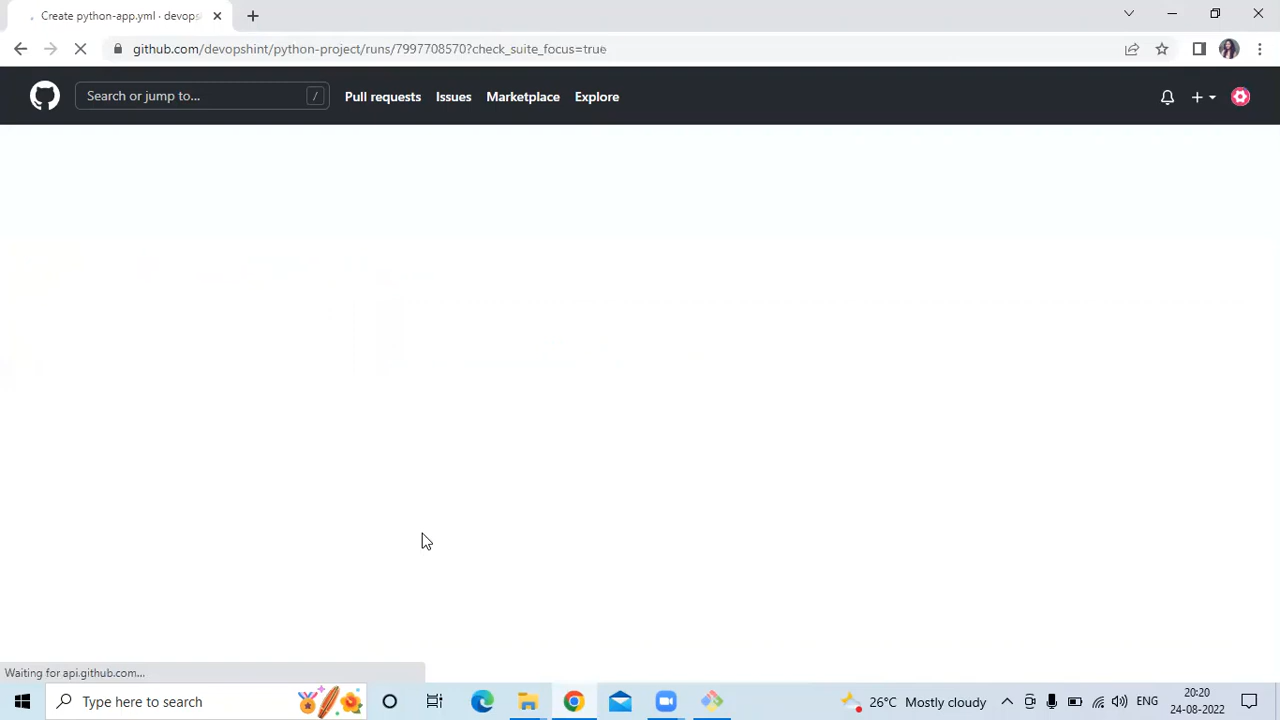 Create python-app.yml · devops
github.com/devopshint/python-project/runs/7997708570?check_suite_focus=true
Search or jump to... / Pull requests Issues Marketplace Explore
Waiting for api.github.com...
Type here to search 26°C Mostly cloudy ENG 20:20
24-08-2022